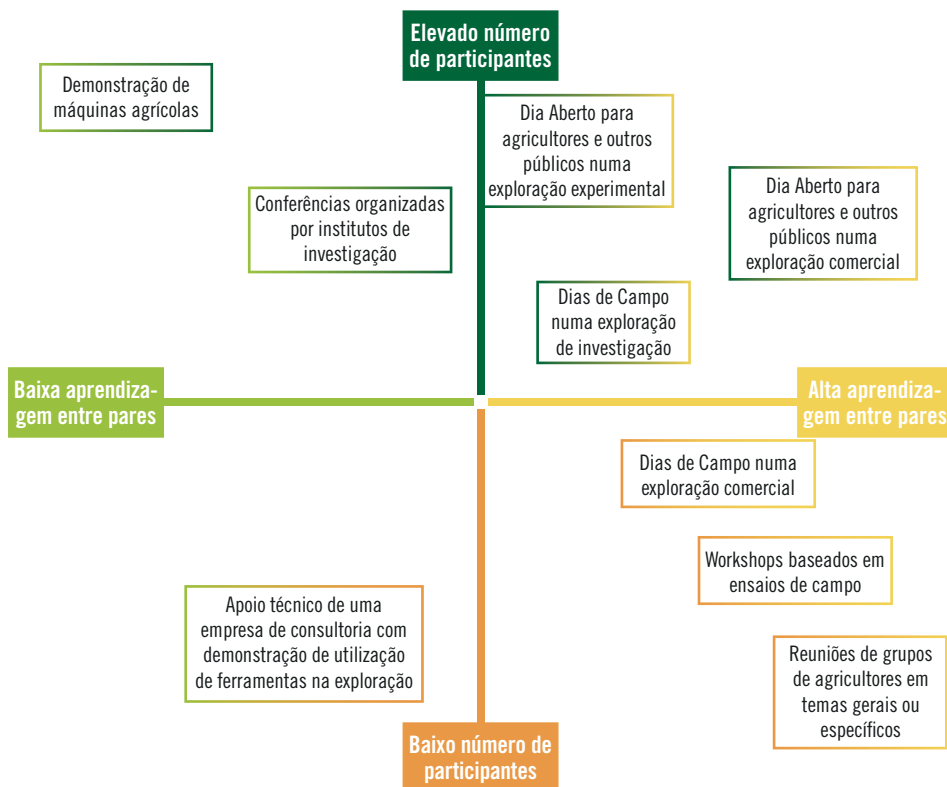 Elevado número
de participantes
Demonstração de
máquinas agrícolas
Dia Aberto para
agricultores e outros
públicos numa
exploração experimental
Dia Aberto para
agricultores e outros
públicos numa
exploração comercial
Conferências organizadas
por institutos de
investigação
Dias de Campo
numa exploração
de investigação
Baixa aprendiza-
gem entre pares
Alta aprendiza-
gem entre pares
Dias de Campo numa
exploração comercial
Workshops baseados em
ensaios de campo
Apoio técnico de uma
empresa de consultoria com
demonstração de utilização
de ferramentas na exploração
Reuniões de grupos
de agricultores em
temas gerais ou
específicos
Baixo número de
participantes